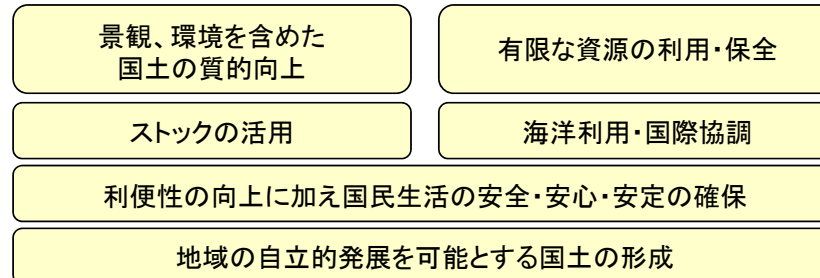 景観、環境を含めた
国土の質的向上
有限な資源の利用・保全
ストックの活用
海洋利用・国際協調
利便性の向上に加え国民生活の安全・安心・安定の確保
地域の自立的発展を可能とする国土の形成